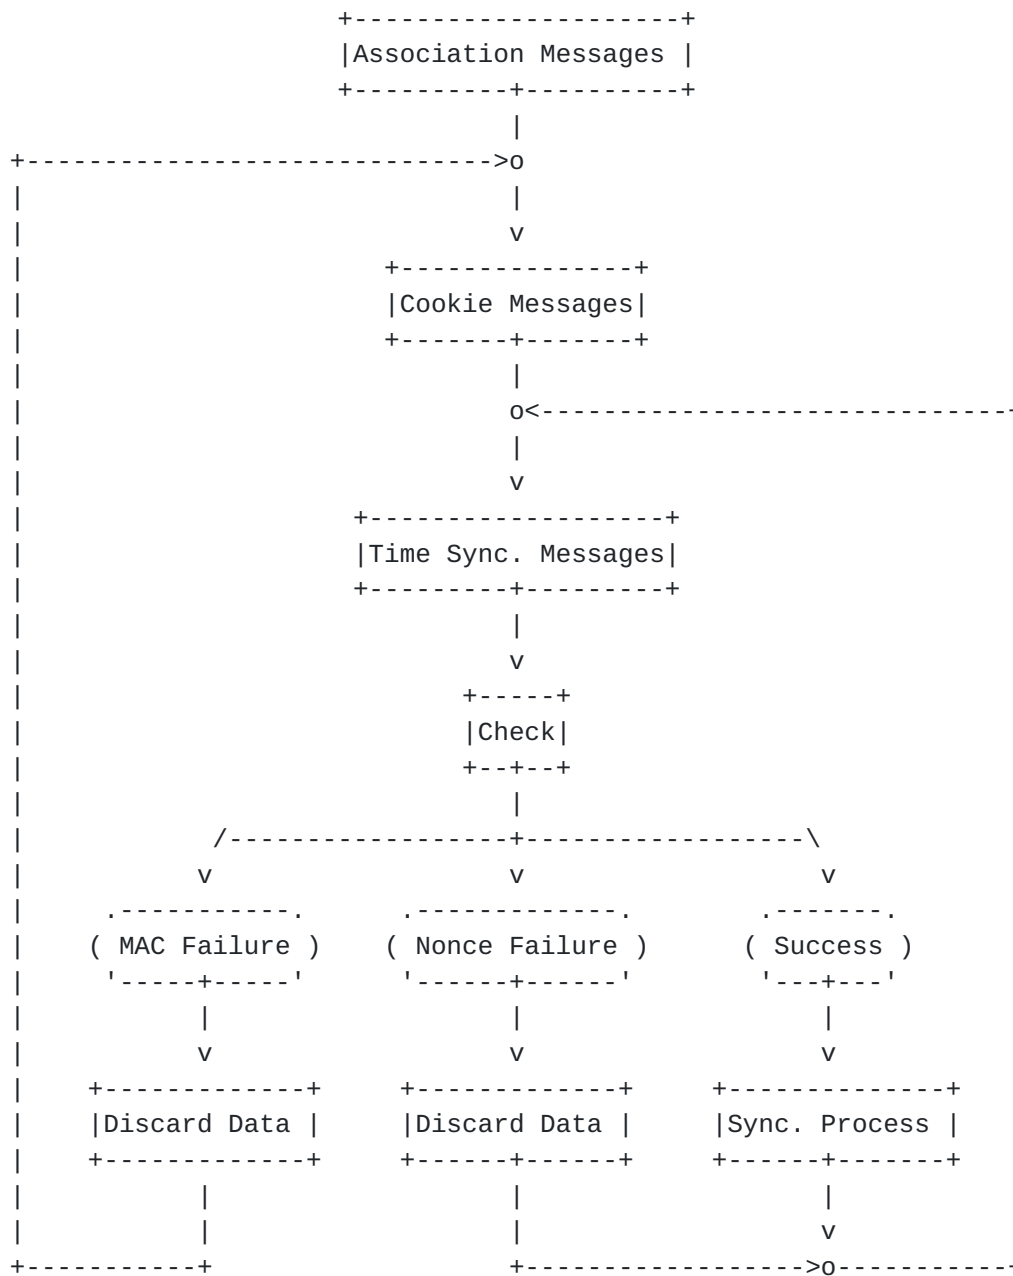 Association Messages
Cookie Messages
Time Sync. Messages
Check
( MAC Failure ) ( Nonce Failure ) ( Success )
Discard Data Discard Data Sync. Process